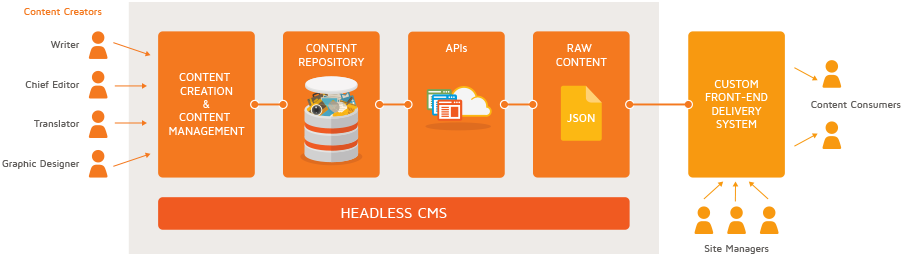 Content Creators
Writer
Chief Editor
Translator
Graphic Designer
CONTENT
CREATION
&
CONTENT
MANAGEMENT
CONTENT
REPOSITORY
APIs
RAW
CONTENT
JSON
HEADLESS CMS
CUSTOM
FRONT-END
DELIVERY
SYSTEM
Content Consumers
Site Managers